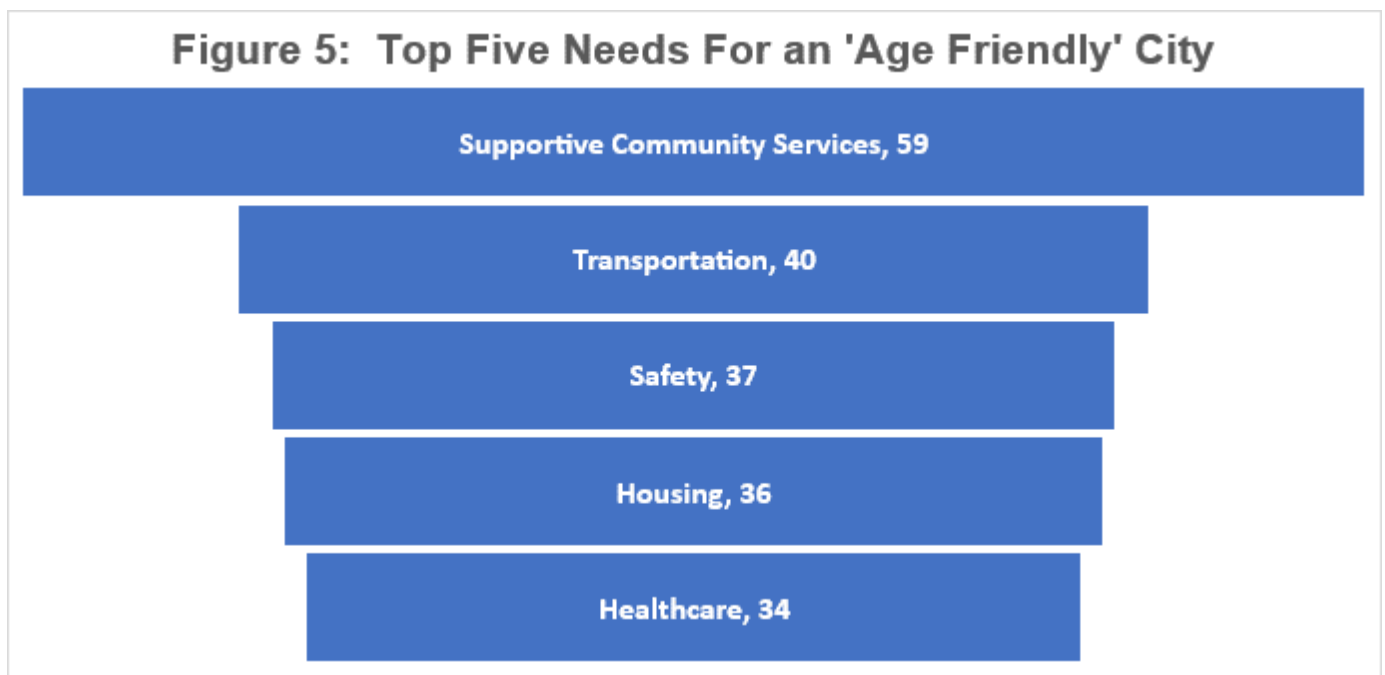 Figure 5:  Top Five Needs For an 'Age Friendly' City
Supportive Community Services, 59
Transportation, 40
Safety, 37
Housing, 36
Healthcare, 34